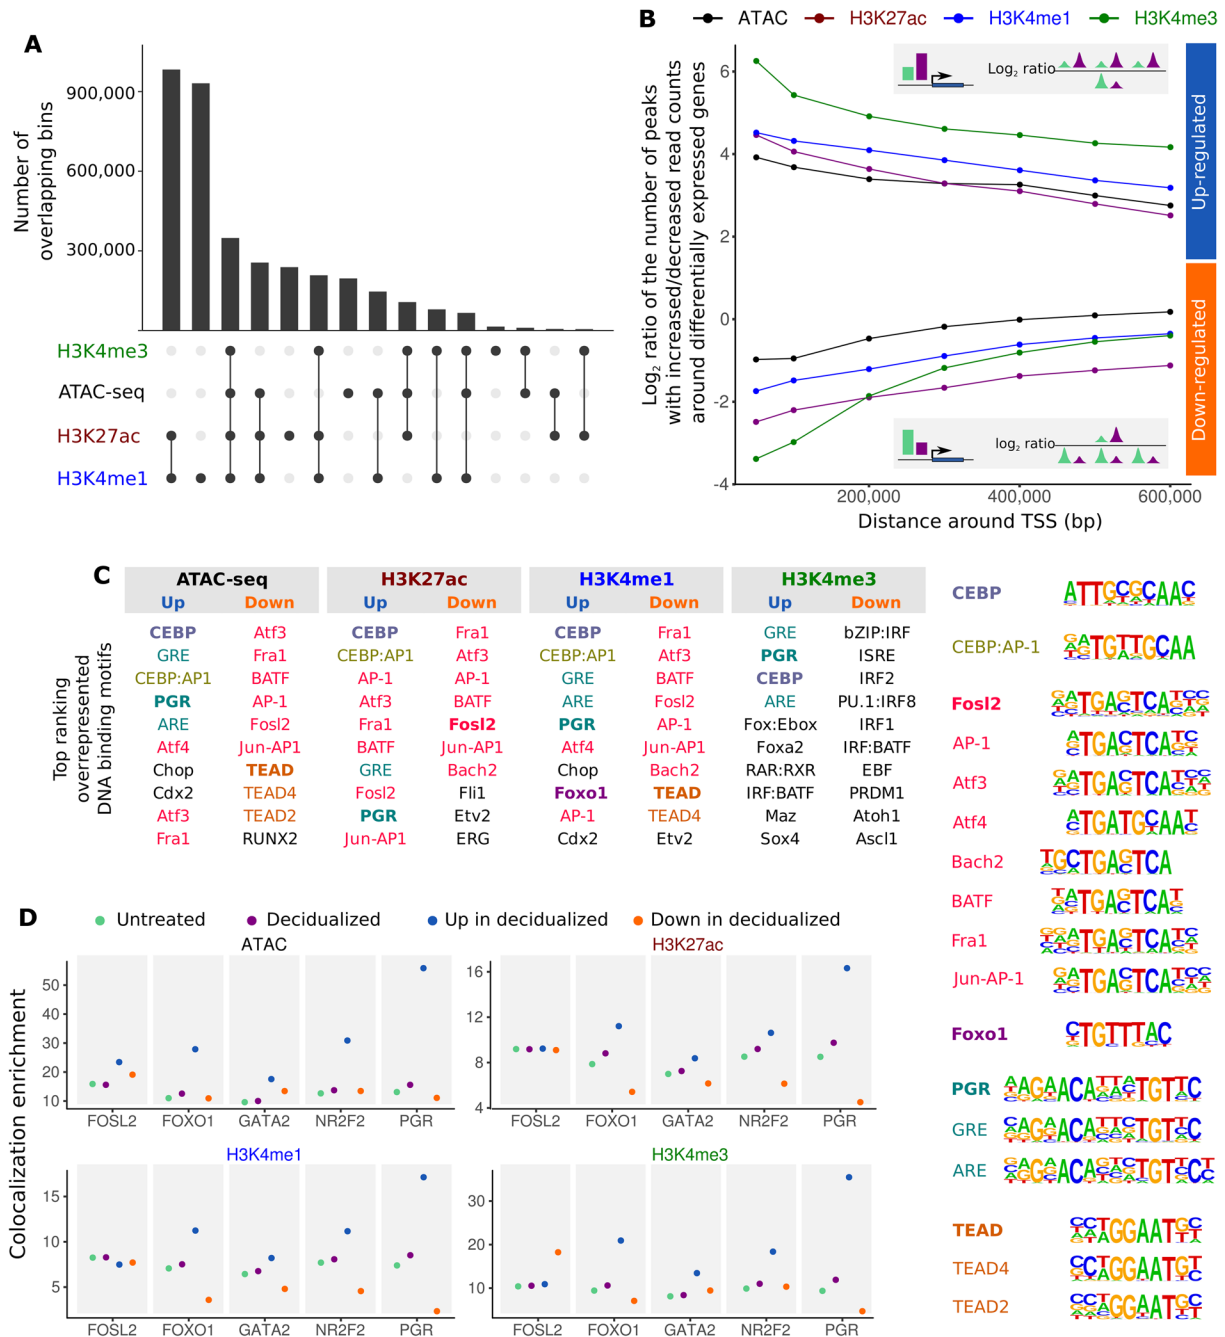 A
Number of
overlapping bins
900,000
600,000
300,000
H3K4me3
ATAC-seq
H3K27ac
H3K4me1
B
ATAC H3K27ac H3K4me1 H3K4me3
Log2 ratio of the number of peaks
with increased/decreased read counts
around differentially expressed genes
6
4
2
0
-2
-4
Log2 ratio
log2 ratio
Up-regulated
Down-regulated
200,000 400,000 600,000
Distance around TSS (bp)
C
Top ranking
overrepresented
DNA binding motifs
ATAC-seq H3K27ac H3K4me1 H3K4me3
Up Down Up Down Up Down Up Down
CEBP Atf3 CEBP Fra1 CEBP Fra1 GRE bZIP:IRF
GRE Fra1 CEBP:AP1 Atf3 CEBP:AP1 Atf3 PGR ISRE
CEBP:AP1 BATF AP-1 AP-1 GRE BATF CEBP IRF2
PGR AP-1 Atf3 BATF ARE Fosl2 ARE PU.1:IRF8
ARE Fosl2 Fra1 Fosl2 PGR AP-1 Fox:Ebox IRF1
Atf4 Jun-AP1 BATF Jun-AP1 Atf4 Jun-AP1 Foxa2 IRF:BATF
Chop TEAD GRE Bach2 Chop Bach2 RAR:RXR EBF
Cdx2 TEAD4 Fosl2 Fli1 Foxo1 TEAD IRF:BATF PRDM1
Atf3 TEAD2 PGR Etv2 AP-1 TEAD4 Maz Atoh1
Fra1 RUNX2 Jun-AP1 ERG Cdx2 Etv2 Sox4 Ascl1
CEBP
CEBP:AP-1
Fosl2
AP-1
Atf3
Atf4
Bach2
BATF
Fra1
Jun-AP-1
Foxo1
PGR
GRE
ARE
TEAD
TEAD4
TEAD2
D
Untreated Decidualized Up in decidualized Down in decidualized
Colocalization enrichment
ATAC
50
40
30
20
10
FOSL2 FOXO1 GATA2 NR2F2 PGR
H3K27ac
16
12
8
4
FOSL2 FOXO1 GATA2 NR2F2 PGR
H3K4me1
15
10
5
FOSL2 FOXO1 GATA2 NR2F2 PGR
H3K4me3
30
20
10
FOSL2 FOXO1 GATA2 NR2F2 PGR